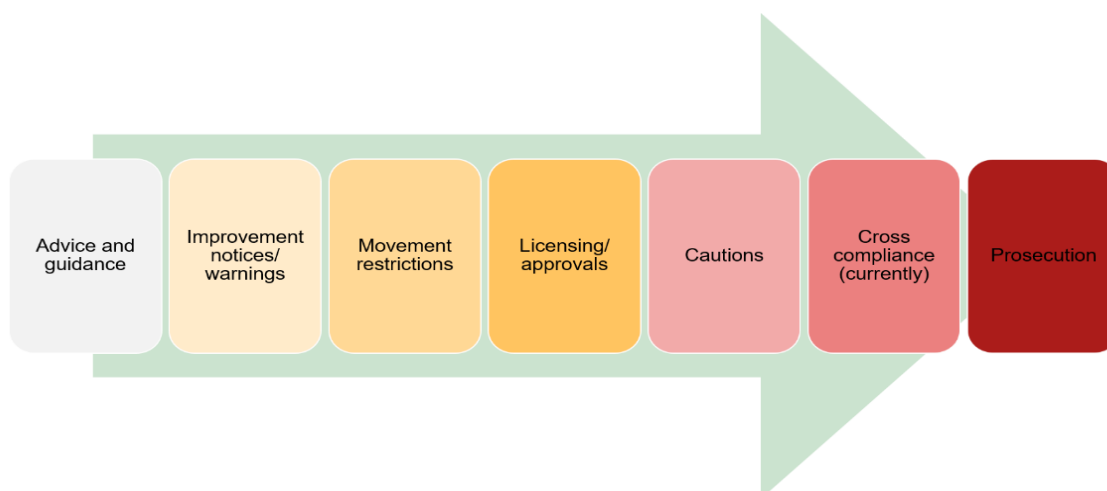 Advice and
guidance
Improvement
notices/
warnings
Movement
restrictions
Licensing/
approvals
Cautions
Cross
compliance
(currently)
Prosecution